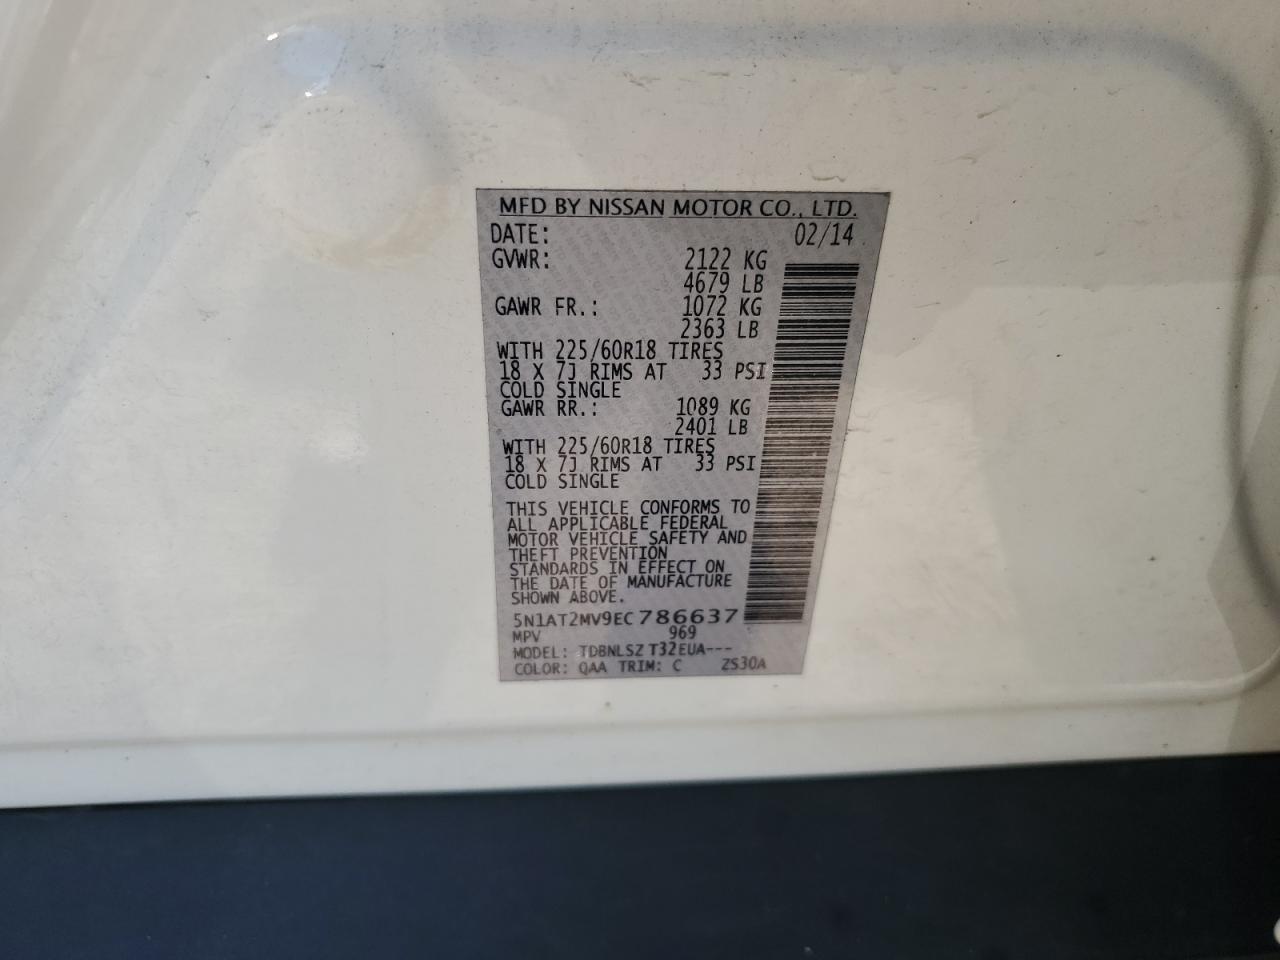 MFD BY NISSAN MOTOR CO., LTD.
DATE: 02/14
GVWR: 2122 KG
4679 LB
GAWR FR.: 1072 KG
2363 LB
WITH 225/60R18 TIRES
18 X 7J RIMS AT 33 PSI
COLD SINGLE
GAWR RR.: 1089 KG
2401 LB
WITH 225/60R18 TIRES
18 X 7J RIMS AT 33 PSI
COLD SINGLE
THIS VEHICLE CONFORMS TO
ALL APPLICABLE FEDERAL
MOTOR VEHICLE SAFETY AND
THEFT PREVENTION
STANDARDS IN EFFECT ON
THE DATE OF MANUFACTURE
SHOWN ABOVE.
5N1AT2MV9EC786637
MPV 969
MODEL: TDBNLSZ T32EUA---
COLOR: QAA TRIM: C ZS30A